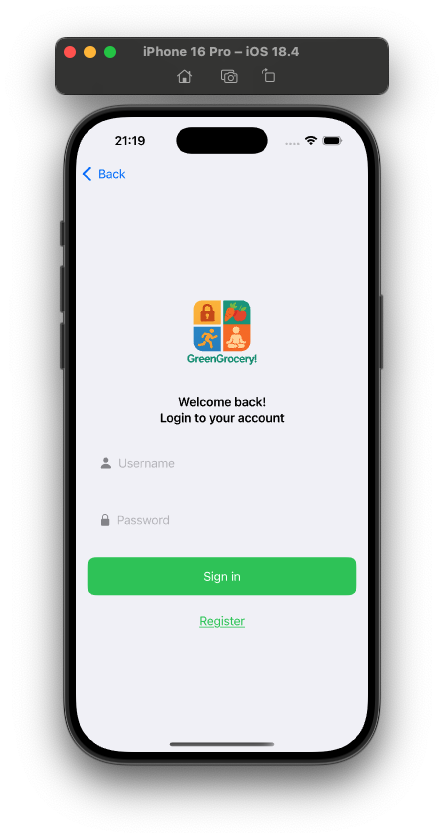 iPhone 16 Pro – iOS 18.4
21:19
Back
GreenGrocery!
Welcome back!
Login to your account
Username
Password
Sign in
Register